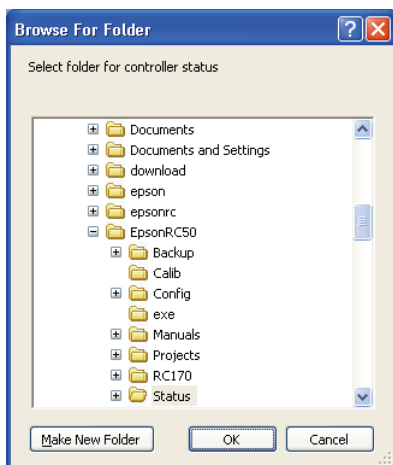 Browse For Folder
Select folder for controller status
Documents
Documents and Settings
download
epson
epsonrc
EpsonRC50
Backup
Calib
Config
exe
Manuals
Projects
RC170
Status
Make New Folder
OK
Cancel